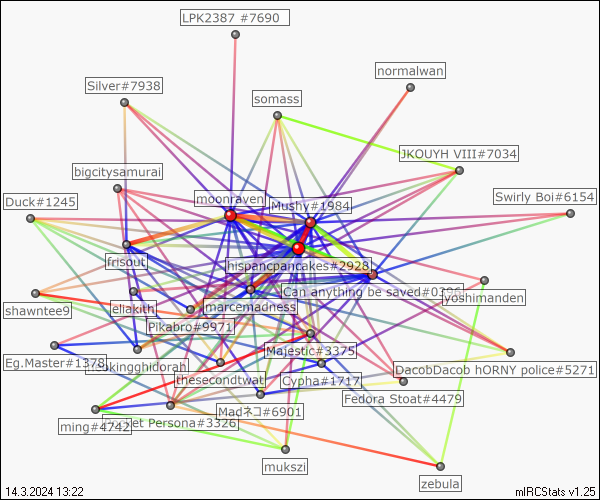 LPK2387 #7690
normalwan
Silver#7938
somass
JKOUYH VIII#7034
bigcitysamurai
Duck#1245
moonraven
Mushy#1984
Swirly Boi#6154
frisout
hispancpancakes#2928
Can anything be saved#0396
yoshimanden
shawntee9
eliakith
marcemadness
Pikabro#9971
Majestic#3375
Eg.Master#1378
kingghidorah
thesecondtwat
Cypha#1717
DacobDacob hORNY police#5271
Fedora Stoat#4479
Madネコ#6901
ming#4742
Persona#3326
mukszi
zebula
14.3.2024 13:22
mIRCStats v1.25